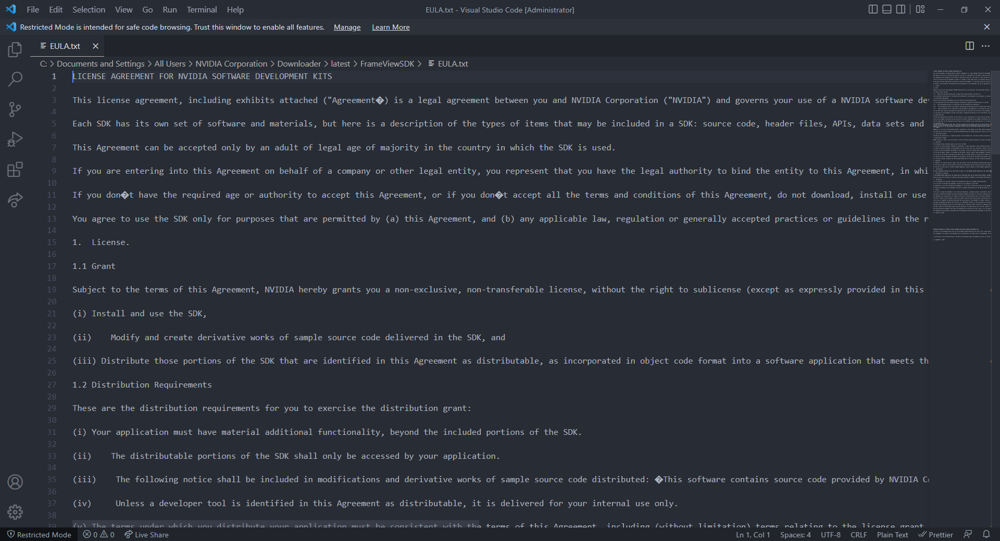 File Edit Selection View Go Run Terminal Help
EULA.txt - Visual Studio Code [Administrator]
Restricted Mode is intended for safe code browsing. Trust this window to enable all features. Manage Learn More
EULA.txt
C: > Documents and Settings > All Users > NVIDIA Corporation > Downloader > latest > FrameViewSDK > EULA.txt
1 LICENSE AGREEMENT FOR NVIDIA SOFTWARE DEVELOPMENT KITS
2
3 This license agreement, including exhibits attached ("Agreement�) is a legal agreement between you and NVIDIA Corporation ("NVIDIA") and governs your use of a NVIDIA software dev
4
5 Each SDK has its own set of software and materials, but here is a description of the types of items that may be included in a SDK: source code, header files, APIs, data sets and
6
7 This Agreement can be accepted only by an adult of legal age of majority in the country in which the SDK is used.
8
9 If you are entering into this Agreement on behalf of a company or other legal entity, you represent that you have the legal authority to bind the entity to this Agreement, in whi
10
11 If you don�t have the required age or authority to accept this Agreement, or if you don�t accept all the terms and conditions of this Agreement, do not download, install or use
12
13 You agree to use the SDK only for purposes that are permitted by (a) this Agreement, and (b) any applicable law, regulation or generally accepted practices or guidelines in the r
14
15 1.  License.
16
17 1.1 Grant
18
19 Subject to the terms of this Agreement, NVIDIA hereby grants you a non-exclusive, non-transferable license, without the right to sublicense (except as expressly provided in this
20
21 (i) Install and use the SDK,
22
23 (ii)    Modify and create derivative works of sample source code delivered in the SDK, and
24
25 (iii) Distribute those portions of the SDK that are identified in this Agreement as distributable, as incorporated in object code format into a software application that meets th
26
27 1.2 Distribution Requirements
28
29 These are the distribution requirements for you to exercise the distribution grant:
30
31 (i) Your application must have material additional functionality, beyond the included portions of the SDK.
32
33 (ii)    The distributable portions of the SDK shall only be accessed by your application.
34
35 (iii)    The following notice shall be included in modifications and derivative works of sample source code distributed: �This software contains source code provided by NVIDIA Co
36
37 (iv)     Unless a developer tool is identified in this Agreement as distributable, it is delivered for your internal use only.
38
39 (v) The terms under which you distribute your application must be consistent with the terms of this Agreement, including (without limitation) terms relating to the license grant
Restricted Mode 0 0 Live Share Ln 1, Col 1 Spaces: 4 UTF-8 CRLF Plain Text Prettier